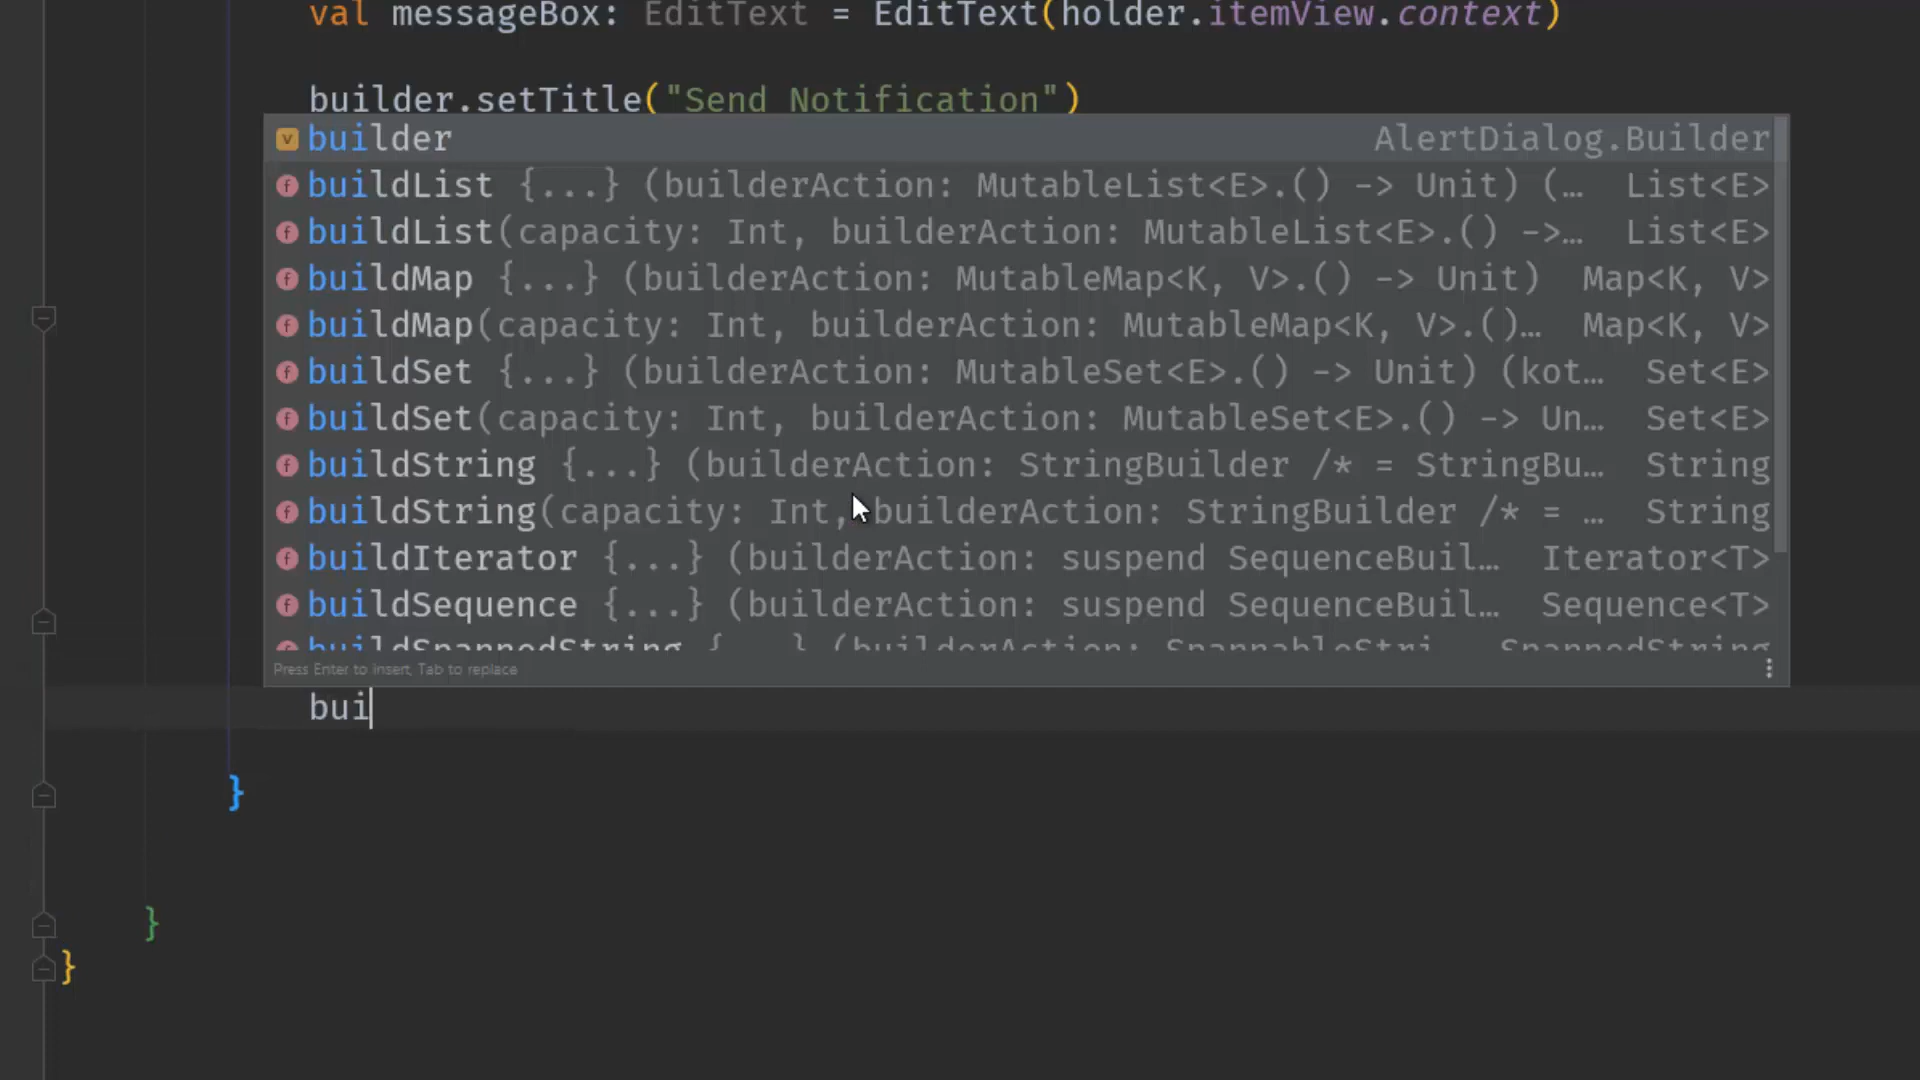 val messageBox: EditText = EditText(holder.itemView.context)
builder.setTitle("Send Notification")
v builder AlertDialog.Builder
f buildList {...} (builderAction: MutableList<E>.() -> Unit) (… List<E>
f buildList(capacity: Int, builderAction: MutableList<E>.() ->… List<E>
f buildMap {...} (builderAction: MutableMap<K, V>.() -> Unit) Map<K, V>
f buildMap(capacity: Int, builderAction: MutableMap<K, V>.()… Map<K, V>
f buildSet {...} (builderAction: MutableSet<E>.() -> Unit) (kot… Set<E>
f buildSet(capacity: Int, builderAction: MutableSet<E>.() -> Un… Set<E>
f buildString {...} (builderAction: StringBuilder /* = StringBu… String
f buildString(capacity: Int, builderAction: StringBuilder /* = … String
f buildIterator {...} (builderAction: suspend SequenceBuil… Iterator<T>
f buildSequence {...} (builderAction: suspend SequenceBuil… Sequence<T>
f buildSpannedString {...} (builderAction: SpannableStri… SpannedString
Press Enter to insert, Tab to replace
bui
}
}
}